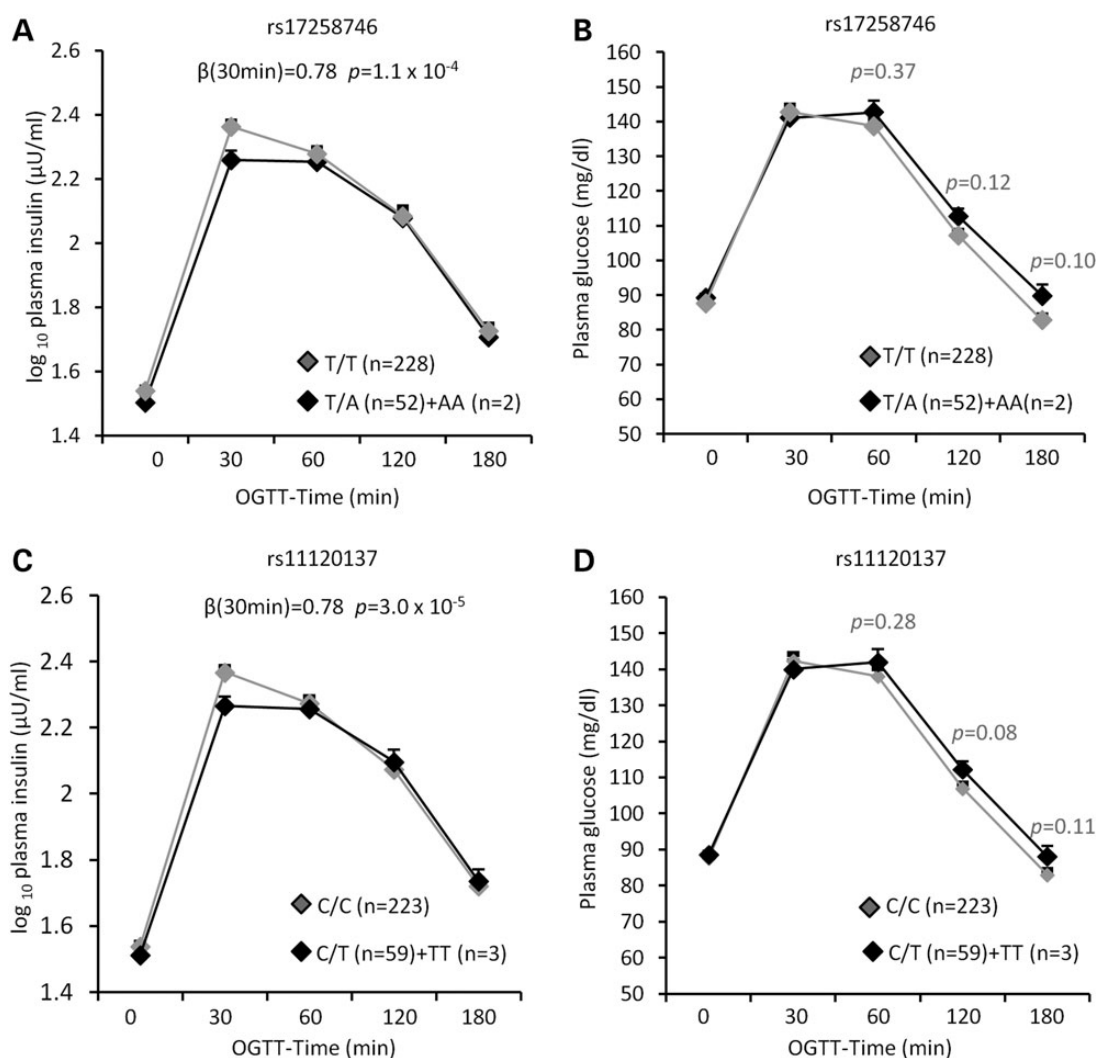 A
rs17258746
β(30min)=0.78 p=1.1 x 10⁻⁴
log ₁₀ plasma insulin (µU/ml)
2.6
2.4
2.2
2
1.8
1.6
1.4
T/T (n=228)
T/A (n=52)+AA (n=2)
0 30 60 120 180
OGTT-Time (min)
B
rs17258746
p=0.37
p=0.12
p=0.10
Plasma glucose (mg/dl)
160
150
140
130
120
110
100
90
80
70
60
50
T/T (n=228)
T/A (n=52)+AA(n=2)
0 30 60 120 180
OGTT-Time (min)
C
rs11120137
β(30min)=0.78 p=3.0 x 10⁻⁵
log ₁₀ plasma insulin (µU/ml)
2.6
2.4
2.2
2
1.8
1.6
1.4
C/C (n=223)
C/T (n=59)+TT (n=3)
0 30 60 120 180
OGTT-Time (min)
D
rs11120137
p=0.28
p=0.08
p=0.11
Plasma glucose (mg/dl)
160
150
140
130
120
110
100
90
80
70
60
50
C/C (n=223)
C/T (n=59)+TT (n=3)
0 30 60 120 180
OGTT-Time (min)